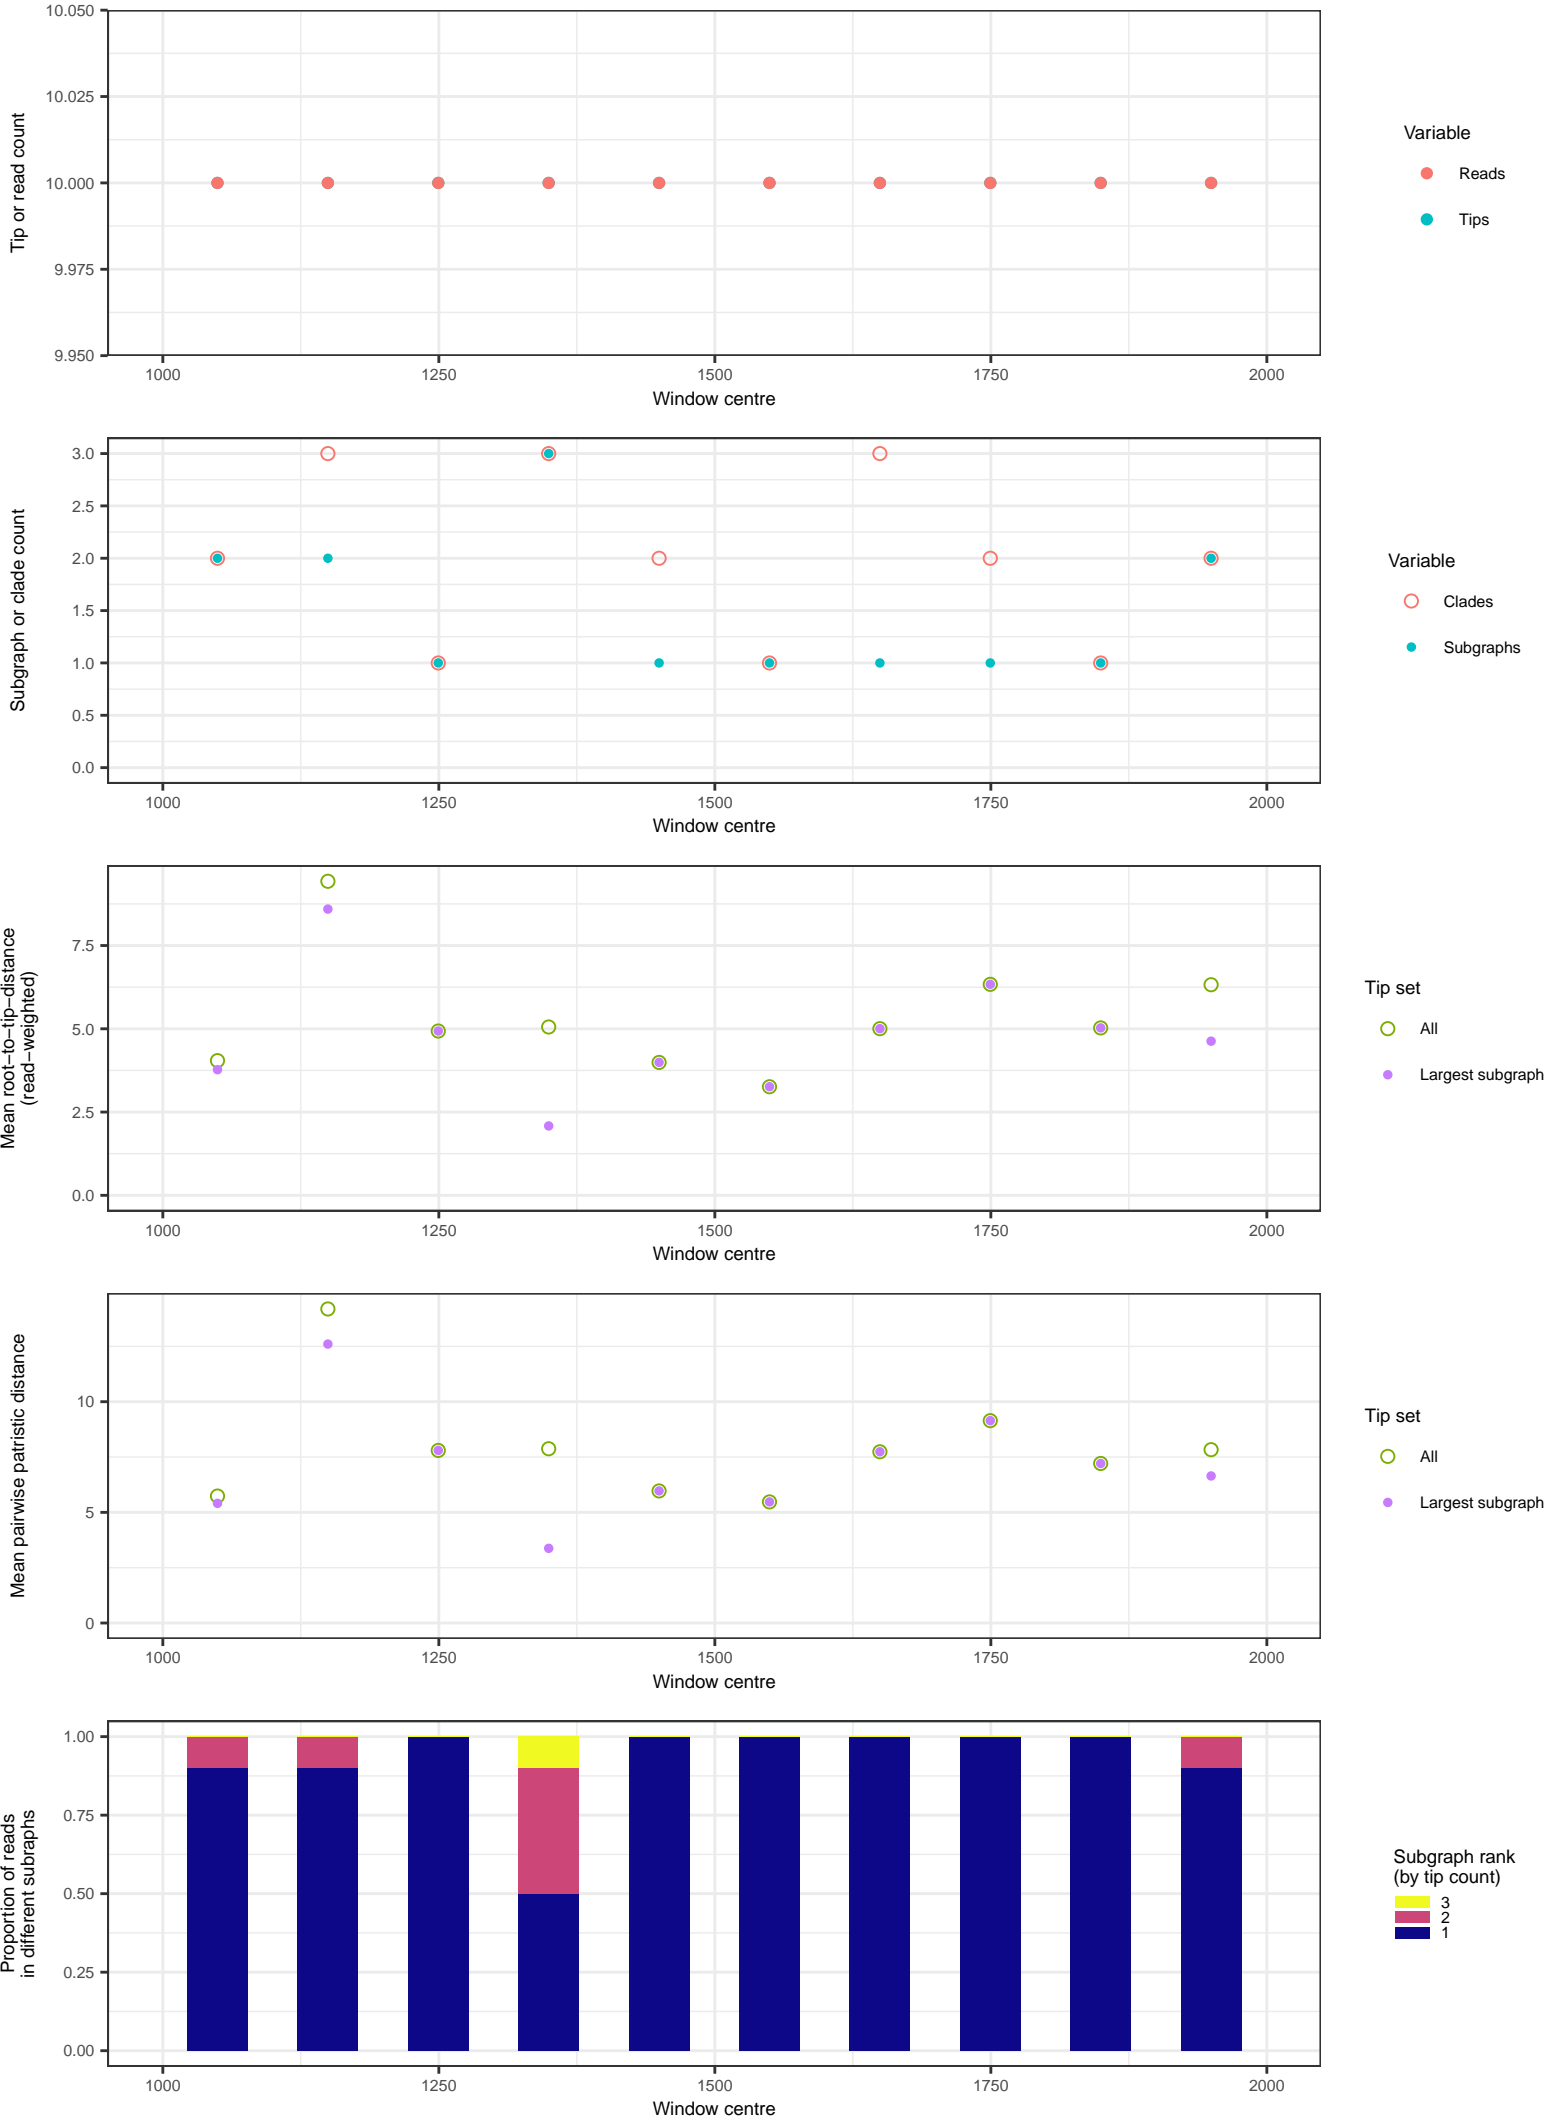 10.050
10.025
10.000
9.975
9.950
Tip or read count
1000 1250 1500 1750 2000
Window centre
Variable
Reads
Tips
3.0
2.5
2.0
1.5
1.0
0.5
0.0
Subgraph or clade count
1000 1250 1500 1750 2000
Window centre
Variable
Clades
Subgraphs
7.5
5.0
2.5
0.0
Mean root−to−tip−distance
(read−weighted)
1000 1250 1500 1750 2000
Window centre
Tip set
All
Largest subgraph
10
5
0
Mean pairwise patristic distance
1000 1250 1500 1750 2000
Window centre
Tip set
All
Largest subgraph
1.00
0.75
0.50
0.25
0.00
Proportion of reads
in different subraphs
1000 1250 1500 1750 2000
Window centre
Subgraph rank
(by tip count)
3
2
1